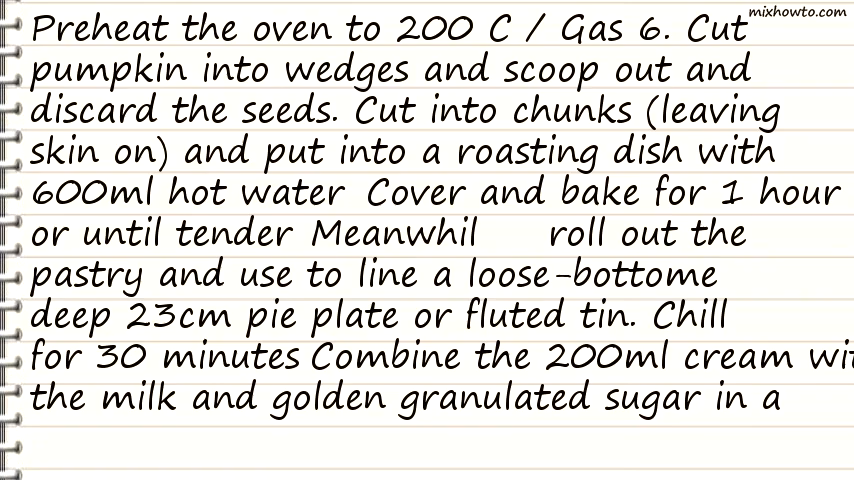 mixhowto.com
Preheat the oven to 200 C / Gas 6. Cut
pumpkin into wedges and scoop out and
discard the seeds. Cut into chunks (leaving
skin on) and put into a roasting dish with
600ml hot water Cover and bake for 1 hour
or until tender Meanwhil roll out the
pastry and use to line a loose-bottome
deep 23cm pie plate or fluted tin. Chill
for 30 minutes Combine the 200ml cream wit
the milk and golden granulated sugar in a